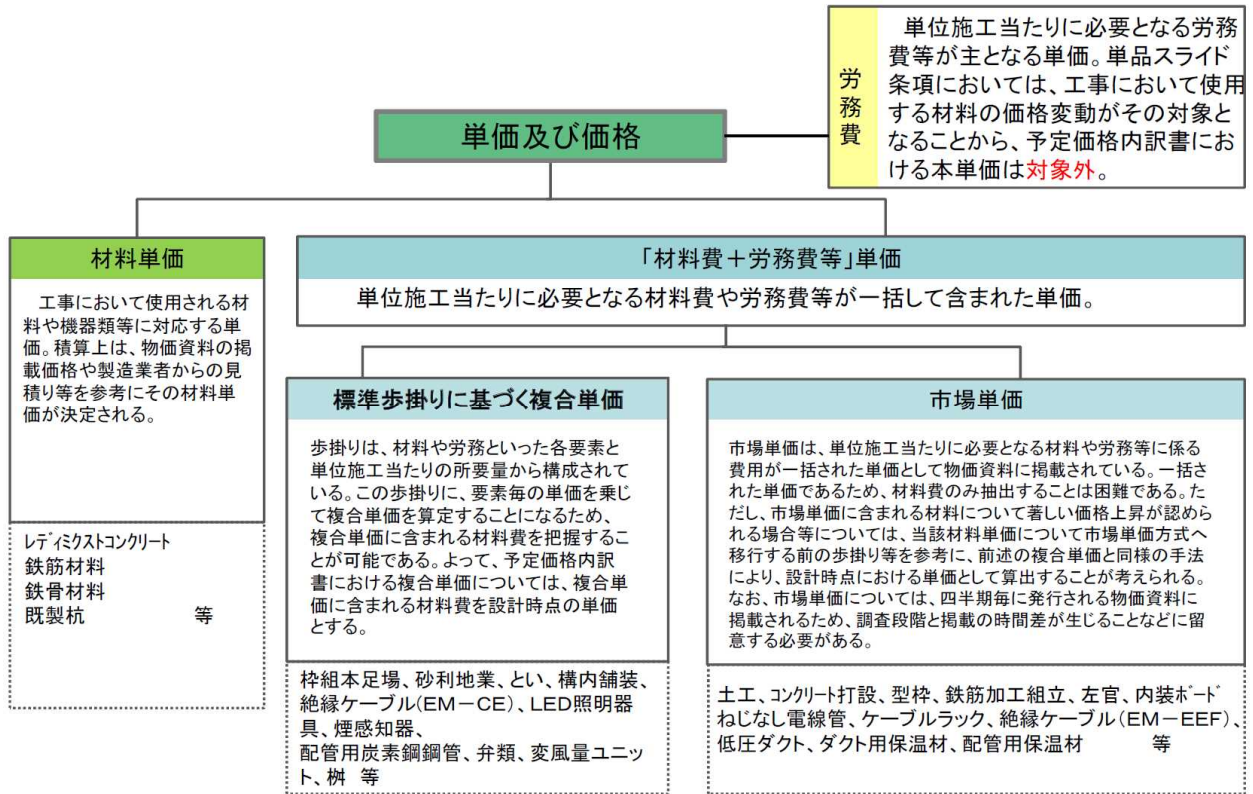 単価及び価格
労務費
単位施工当たりに必要となる労務
費等が主となる単価。単品スライド
条項においては、工事において使用
する材料の価格変動がその対象と
なることから、予定価格内訳書にお
ける本単価は対象外。
材料単価
工事において使用される材
料や機器類等に対応する単
価。積算上は、物価資料の掲
載価格や製造業者からの見
積り等を参考にその材料単
価が決定される。
レディミクストコンクリート
鉄筋材料
鉄骨材料
既製杭 等
「材料費＋労務費等」単価
単位施工当たりに必要となる材料費や労務費等が一括して含まれた単価。
標準歩掛りに基づく複合単価
歩掛りは、材料や労務といった各要素と
単位施工当たりの所要量から構成されて
いる。この歩掛りに、要素毎の単価を乗じ
て複合単価を算定することになるため、
複合単価に含まれる材料費を把握するこ
とが可能である。よって、予定価格内訳
書における複合単価については、複合単
価に含まれる材料費を設計時点の単価
とする。
枠組本足場、砂利地業、とい、構内舗装、
絶縁ケーブル(EM－CE)、LED照明器
具、煙感知器、
配管用炭素鋼鋼管、弁類、変風量ユニッ
ト、桝 等
市場単価
市場単価は、単位施工当たりに必要となる材料や労務等に係る
費用が一括された単価として物価資料に掲載されている。一括さ
れた単価であるため、材料費のみ抽出することは困難である。た
だし、市場単価に含まれる材料について著しい価格上昇が認めら
れる場合等については、当該材料単価について市場単価方式へ
移行する前の歩掛り等を参考に、前述の複合単価と同様の手法
により、設計時点における単価として算出することが考えられる。
なお、市場単価については、四半期毎に発行される物価資料に
掲載されるため、調査段階と掲載の時間差が生じることなどに留
意する必要がある。
土工、コンクリート打設、型枠、鉄筋加工組立、左官、内装ボード
ねじなし電線管、ケーブルラック、絶縁ケーブル（EM－EEF）、
低圧ダクト、ダクト用保温材、配管用保温材 等